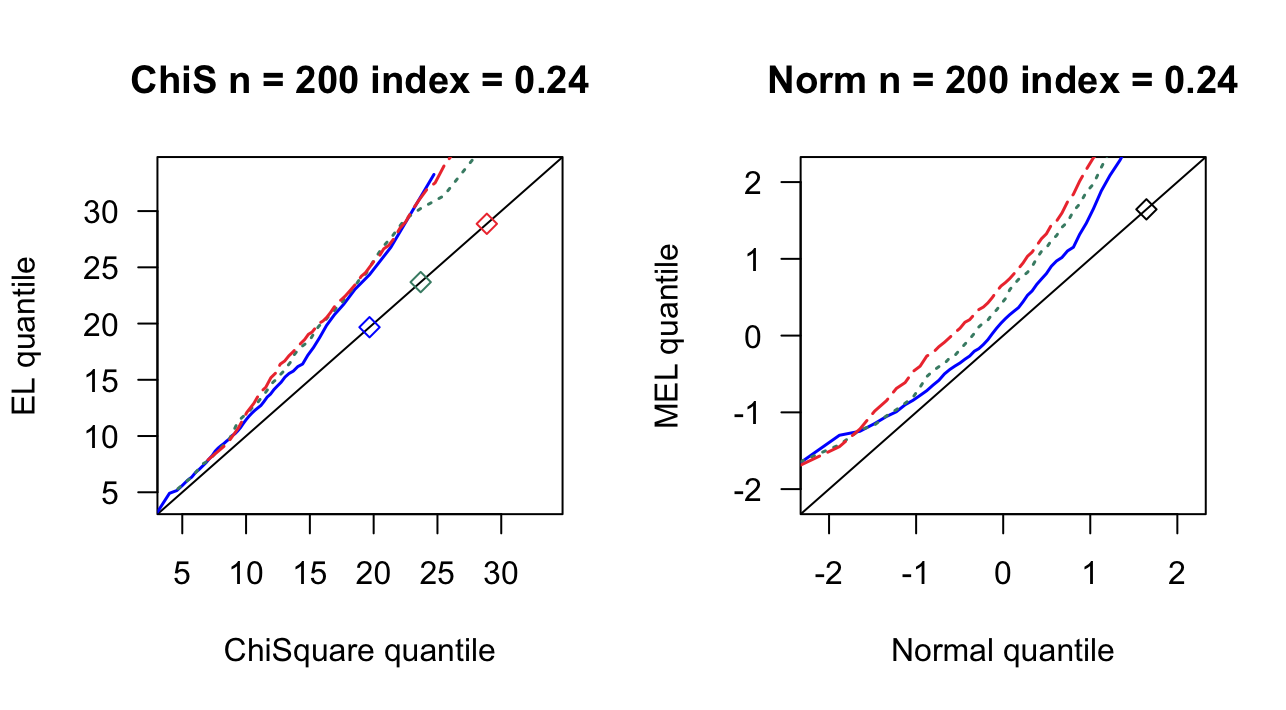 ChiS n = 200 index = 0.24
EL quantile
30
25
20
15
10
5
5 10 15 20 25 30
ChiSquare quantile
Norm n = 200 index = 0.24
MEL quantile
2
1
0
-1
-2
-2 -1 0 1 2
Normal quantile